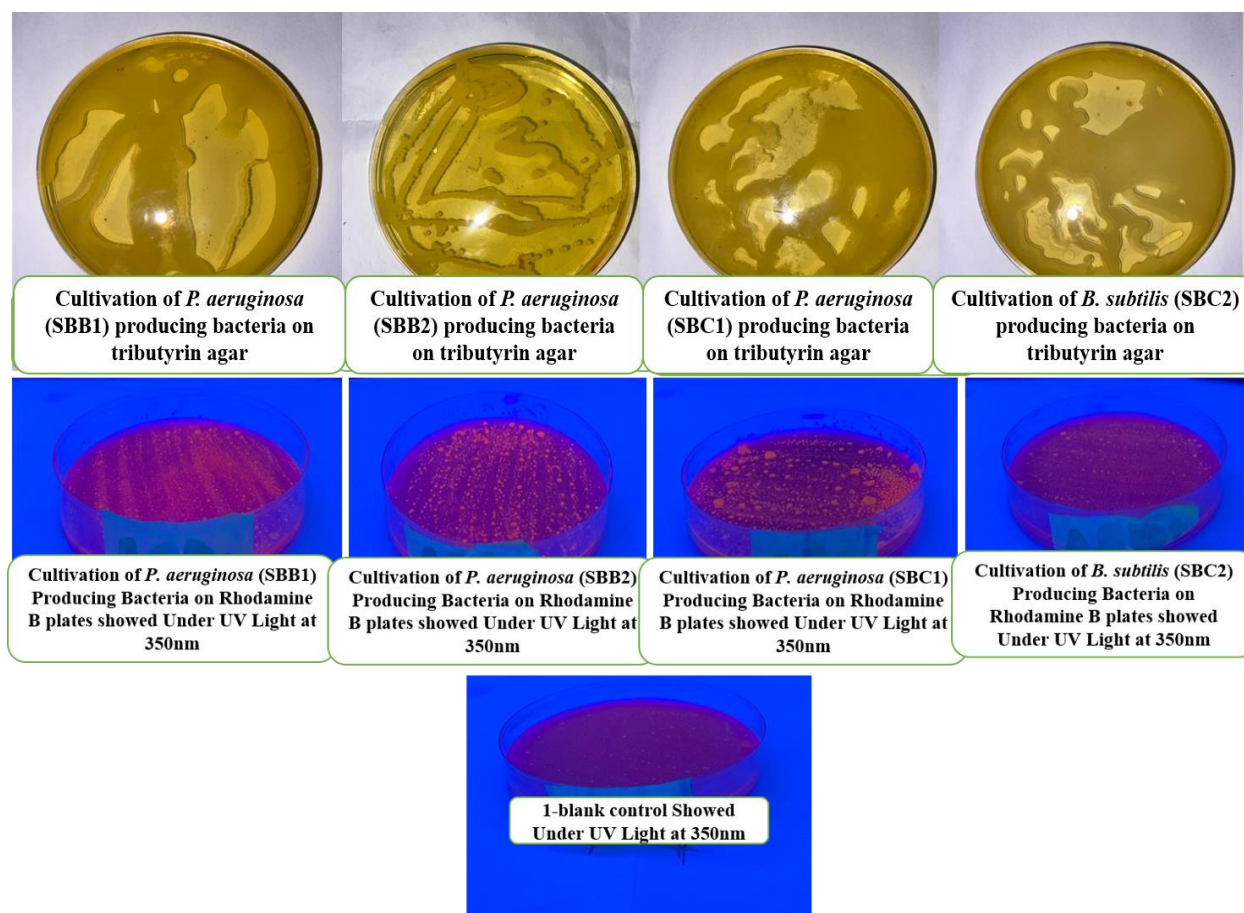 Cultivation of P. aeruginosa
(SBB1) producing bacteria on
tributyrin agar
Cultivation of P. aeruginosa
(SBB2) producing bacteria
on tributyrin agar
Cultivation of P. aeruginosa
(SBC1) producing bacteria
on tributyrin agar
Cultivation of B. subtilis (SBC2)
producing bacteria on
tributyrin agar
Cultivation of P. aeruginosa (SBB1)
Producing Bacteria on Rhodamine
B plates showed Under UV Light at
350nm
Cultivation of P. aeruginosa (SBB2)
Producing Bacteria on Rhodamine
B plates showed Under UV Light at
350nm
Cultivation of P. aeruginosa (SBC1)
Producing Bacteria on Rhodamine
B plates showed Under UV Light at
350nm
Cultivation of B. subtilis (SBC2)
Producing Bacteria on
Rhodamine B plates showed
Under UV Light at 350nm
1-blank control Showed
Under UV Light at 350nm